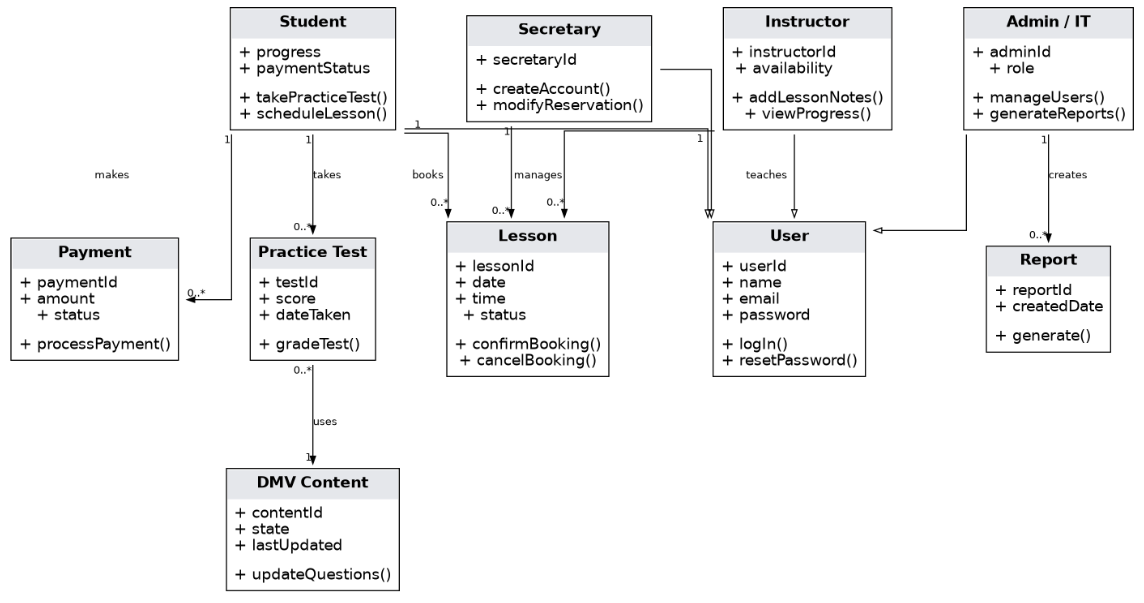 Student
+ progress
+ paymentStatus
+ takePracticeTest()
+ scheduleLesson()
Secretary
+ secretaryId
+ createAccount()
+ modifyReservation()
Instructor
+ instructorId
+ availability
+ addLessonNotes()
+ viewProgress()
Admin / IT
+ adminId
+ role
+ manageUsers()
+ generateReports()
1
1
1
1
1
1
makes
takes
books
manages
teaches
creates
0..*
0..*
0..*
0..*
0..*
0..*
Payment
+ paymentId
+ amount
+ status
+ processPayment()
Practice Test
+ testId
+ score
+ dateTaken
+ gradeTest()
Lesson
+ lessonId
+ date
+ time
+ status
+ confirmBooking()
+ cancelBooking()
User
+ userId
+ name
+ email
+ password
+ logIn()
+ resetPassword()
Report
+ reportId
+ createdDate
+ generate()
0..*
uses
1
DMV Content
+ contentId
+ state
+ lastUpdated
+ updateQuestions()